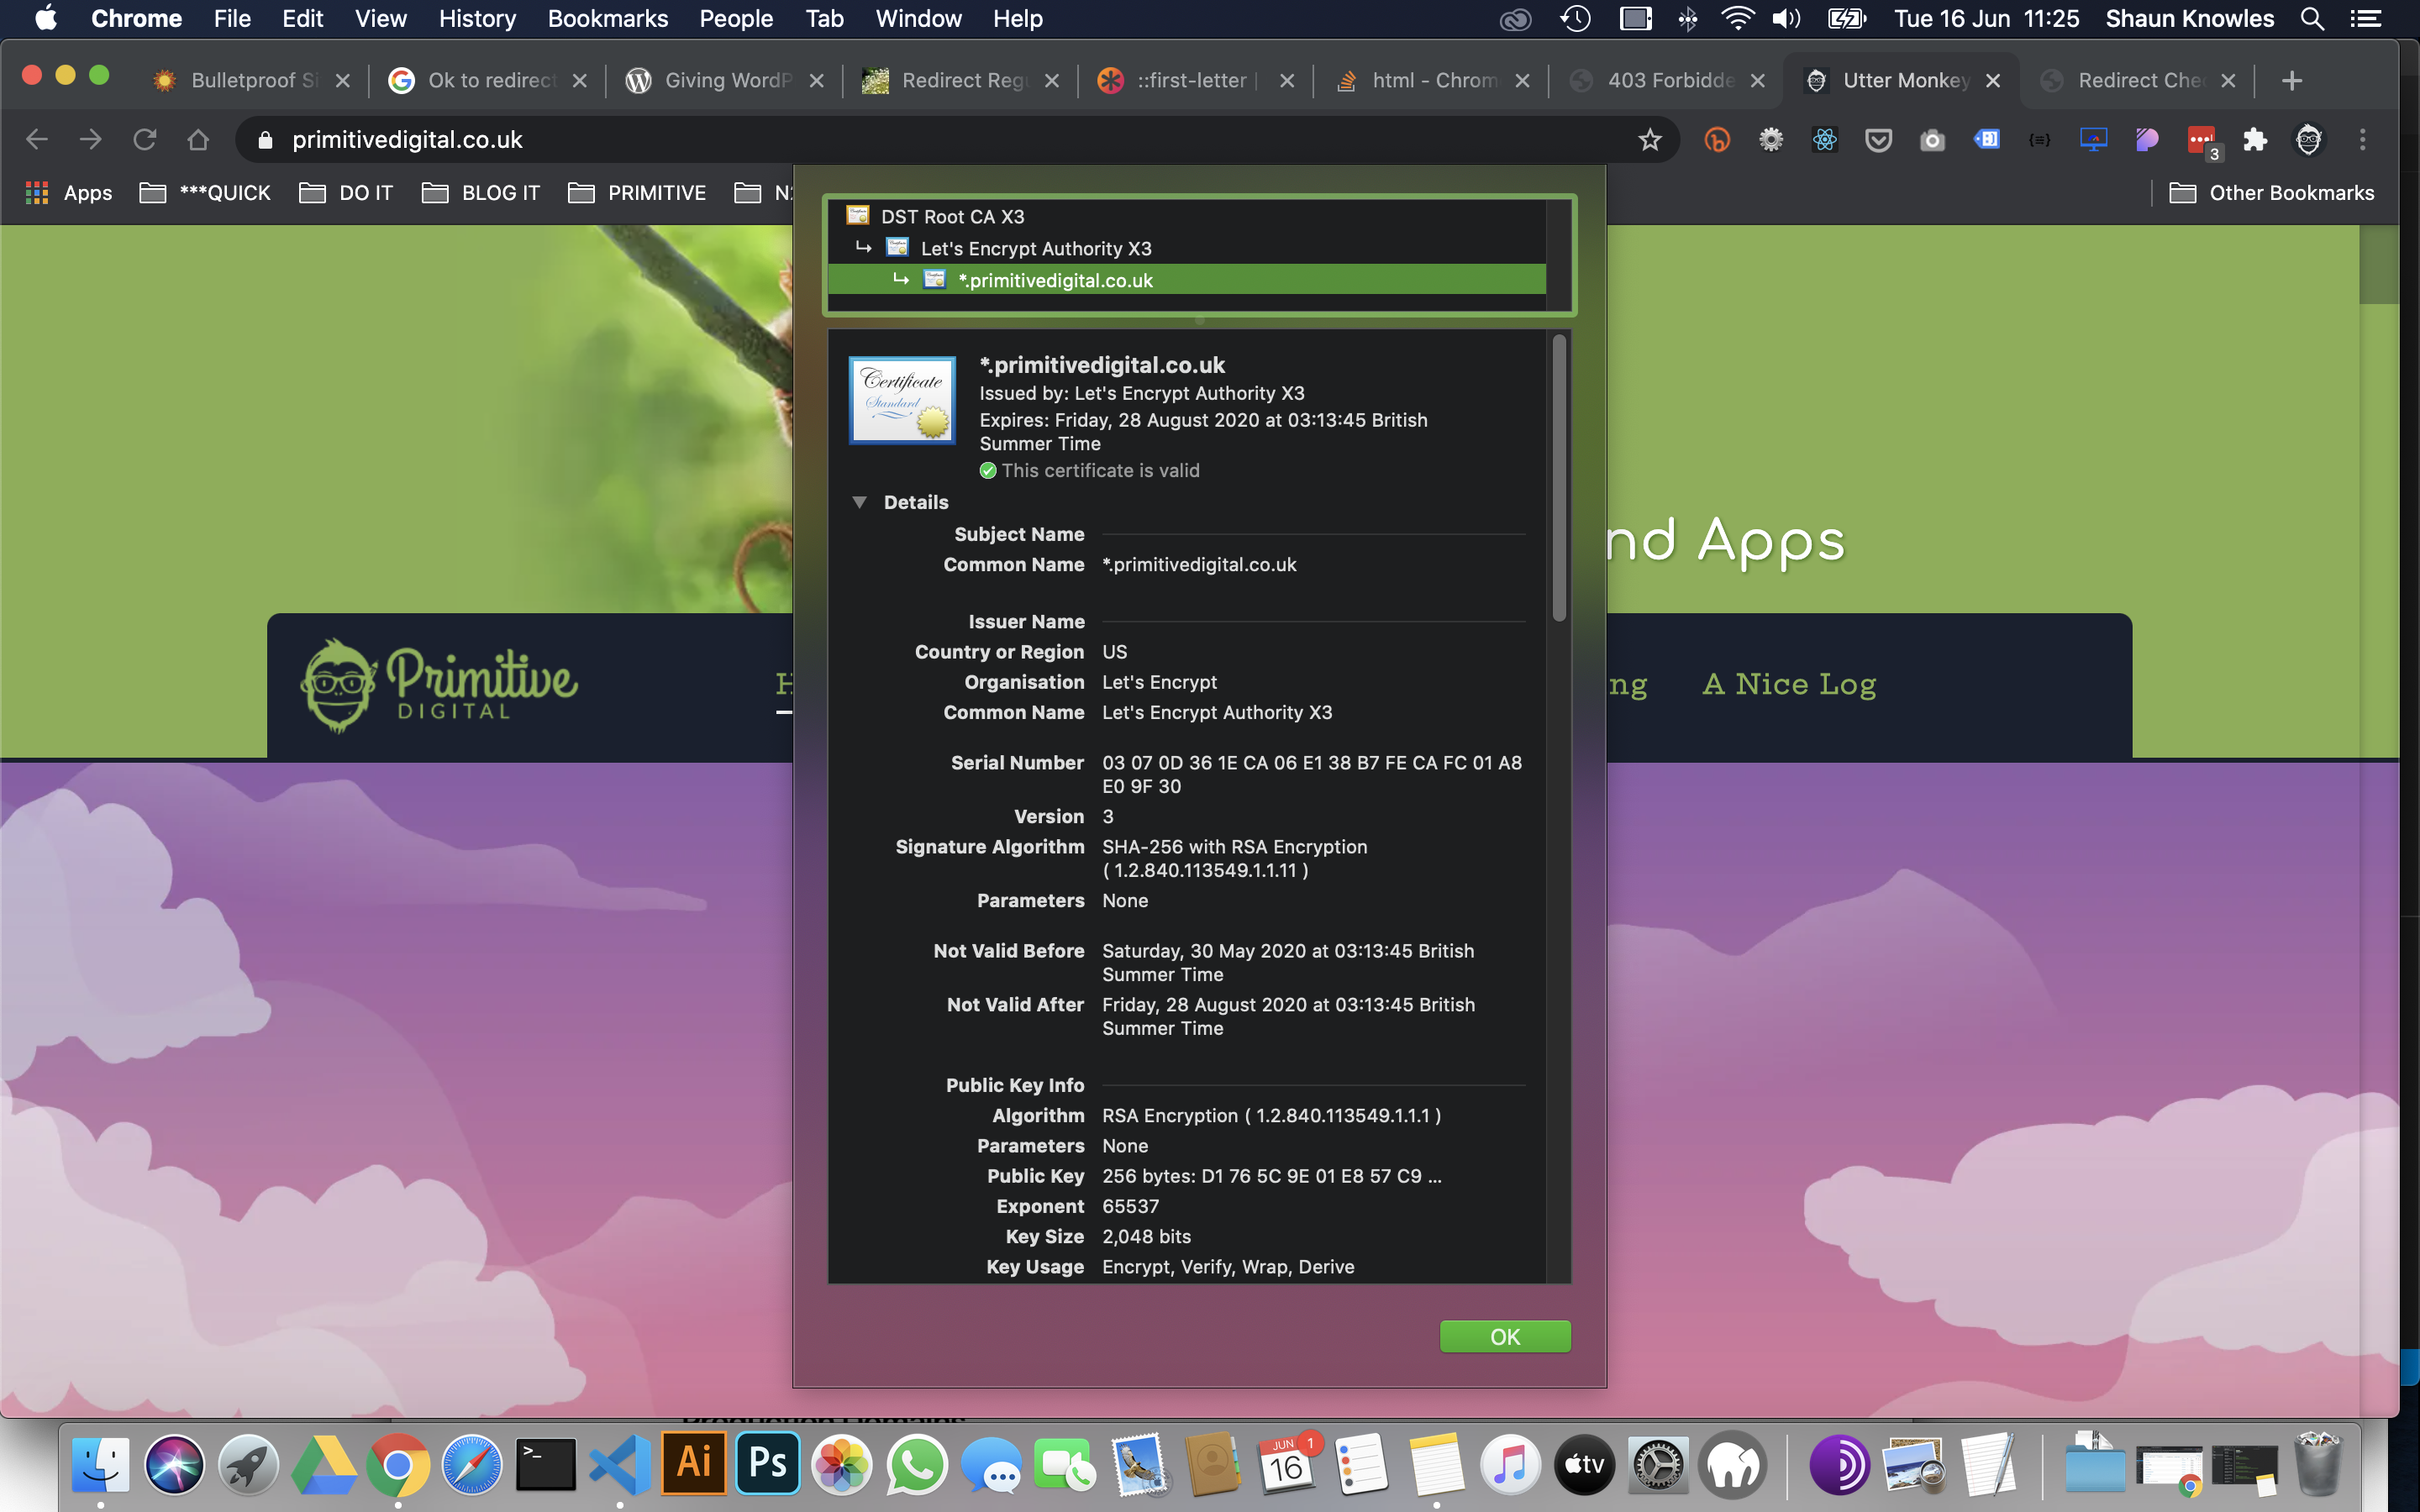 Chrome File Edit View History Bookmarks People Tab Window Help Tue 16 Jun 11:25 Shaun Knowles
Bulletproof Si Ok to redirect Giving WordP Redirect Regu ::first-letter | html - Chrom 403 Forbidde Utter Monkey Redirect Chec
primitivedigital.co.uk
3
Apps ***QUICK DO IT BLOG IT PRIMITIVE Other Bookmarks
DST Root CA X3
Let's Encrypt Authority X3
*.primitivedigital.co.uk
Certificate
Standard
*.primitivedigital.co.uk
Issued by: Let's Encrypt Authority X3
Expires: Friday, 28 August 2020 at 03:13:45 British
Summer Time
This certificate is valid
Details
Subject Name
Common Name *.primitivedigital.co.uk
Issuer Name
Country or Region US
Organisation Let's Encrypt
Common Name Let's Encrypt Authority X3
Serial Number 03 07 0D 36 1E CA 06 E1 38 B7 FE CA FC 01 A8
E0 9F 30
Version 3
Signature Algorithm SHA-256 with RSA Encryption
( 1.2.840.113549.1.1.11 )
Parameters None
Not Valid Before Saturday, 30 May 2020 at 03:13:45 British
Summer Time
Not Valid After Friday, 28 August 2020 at 03:13:45 British
Summer Time
Public Key Info
Algorithm RSA Encryption ( 1.2.840.113549.1.1.1 )
Parameters None
Public Key 256 bytes: D1 76 5C 9E 01 E8 57 C9 ...
Exponent 65537
Key Size 2,048 bits
Key Usage Encrypt, Verify, Wrap, Derive
OK
nd Apps
Primitive
DIGITAL
H
ng A Nice Log
Ai Ps JUN 16 1 tv